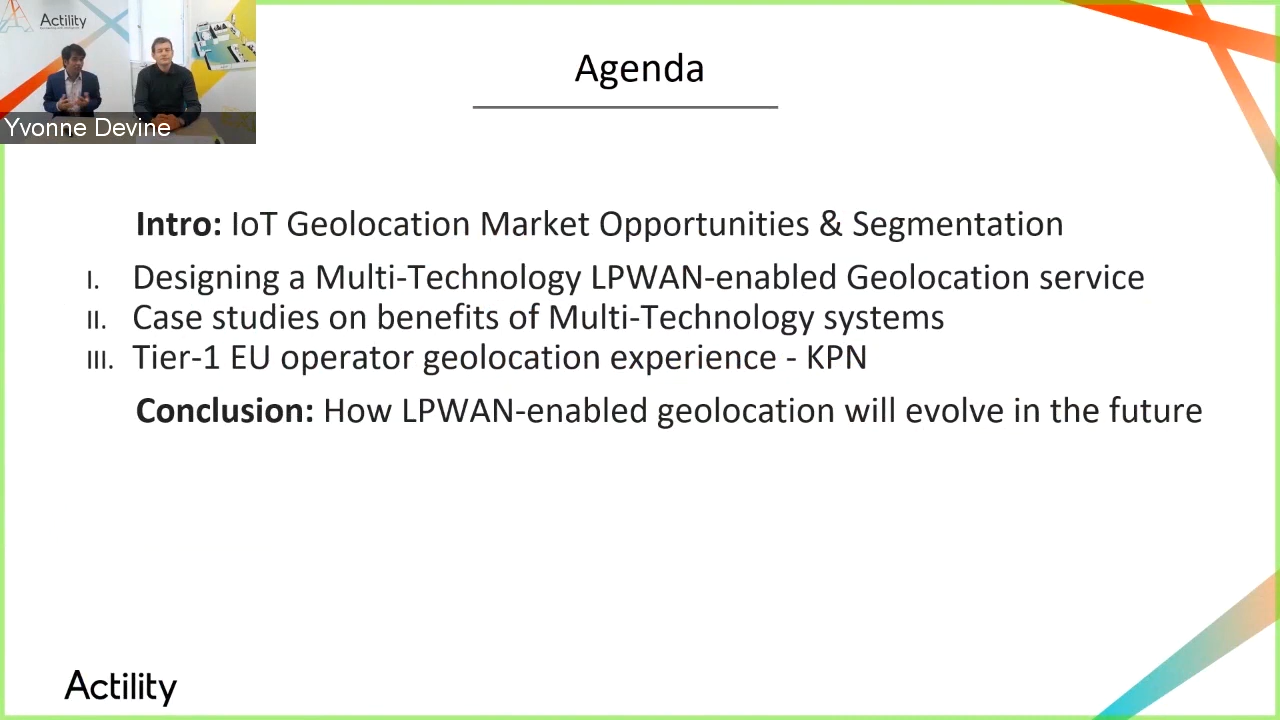 Actility
Yvonne Devine
Agenda
Intro: IoT Geolocation Market Opportunities & Segmentation
I. Designing a Multi-Technology LPWAN-enabled Geolocation service
II. Case studies on benefits of Multi-Technology systems
III. Tier-1 EU operator geolocation experience - KPN
Conclusion: How LPWAN-enabled geolocation will evolve in the future
Actility